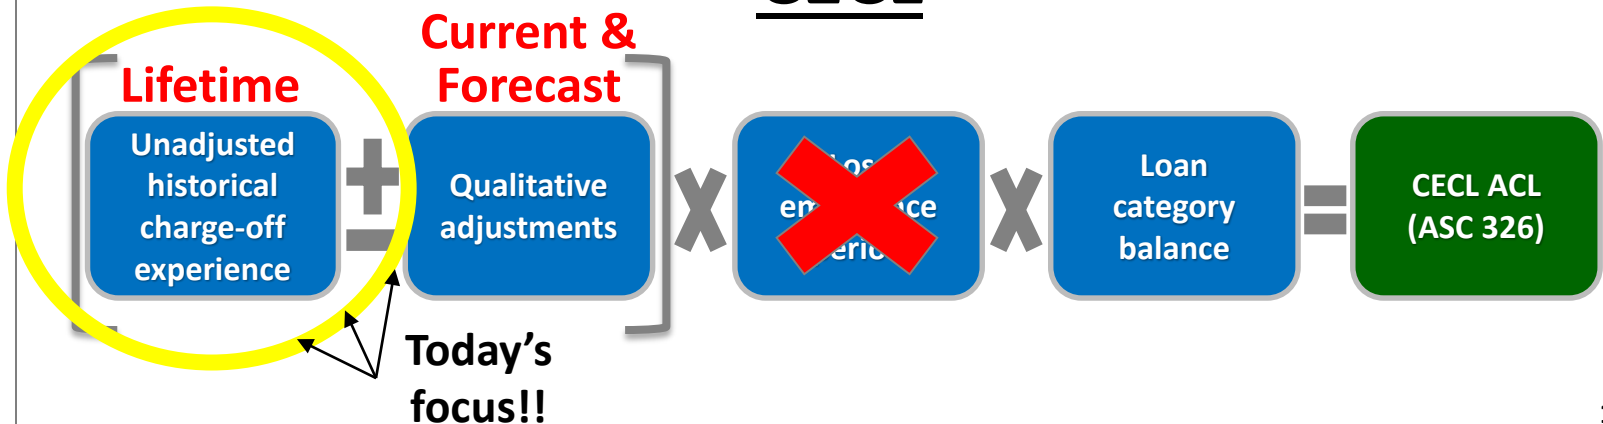 CECL
Current &
Forecast
Lifetime
Unadjusted
historical
charge-off
experience
Qualitative
adjustments
Loan
category
balance
CECL ACL
(ASC 326)
Today's
focus!!